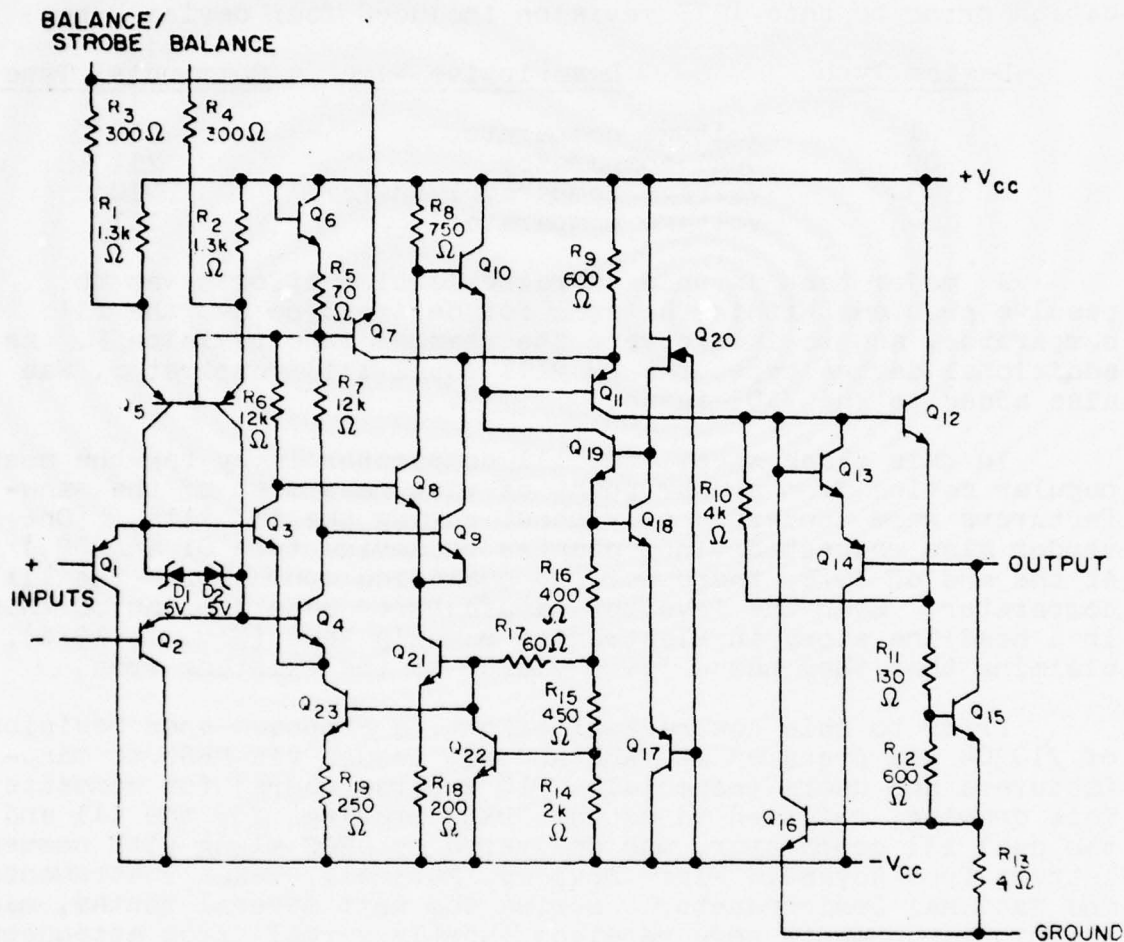 BALANCE/
STROBE BALANCE
R3
300Ω
R4
300Ω
+Vcc
R1
1.3k
Ω
R2
1.3k
Ω
Q6
R8
750
Ω
Q10
R9
600
Ω
R5
70
Ω
Q7
Q20
R6
12k
Ω
R7
12k
Ω
Q11
Q12
Q19
Q13
Q8
R10
4k
Ω
Q3
Q18
Q9
+
Q1
Q14
OUTPUT
INPUTS
D1
5V
D2
5V
R16
400
Ω
Q2
Q4
R17
60Ω
R11
130
Ω
Q21
Q15
R15
450
Ω
Q23
Q22
Q17
R12
600
Ω
R19
250
Ω
R18
200
Ω
R14
2k
Ω
Q16
-Vcc
R13
4
Ω
GROUND